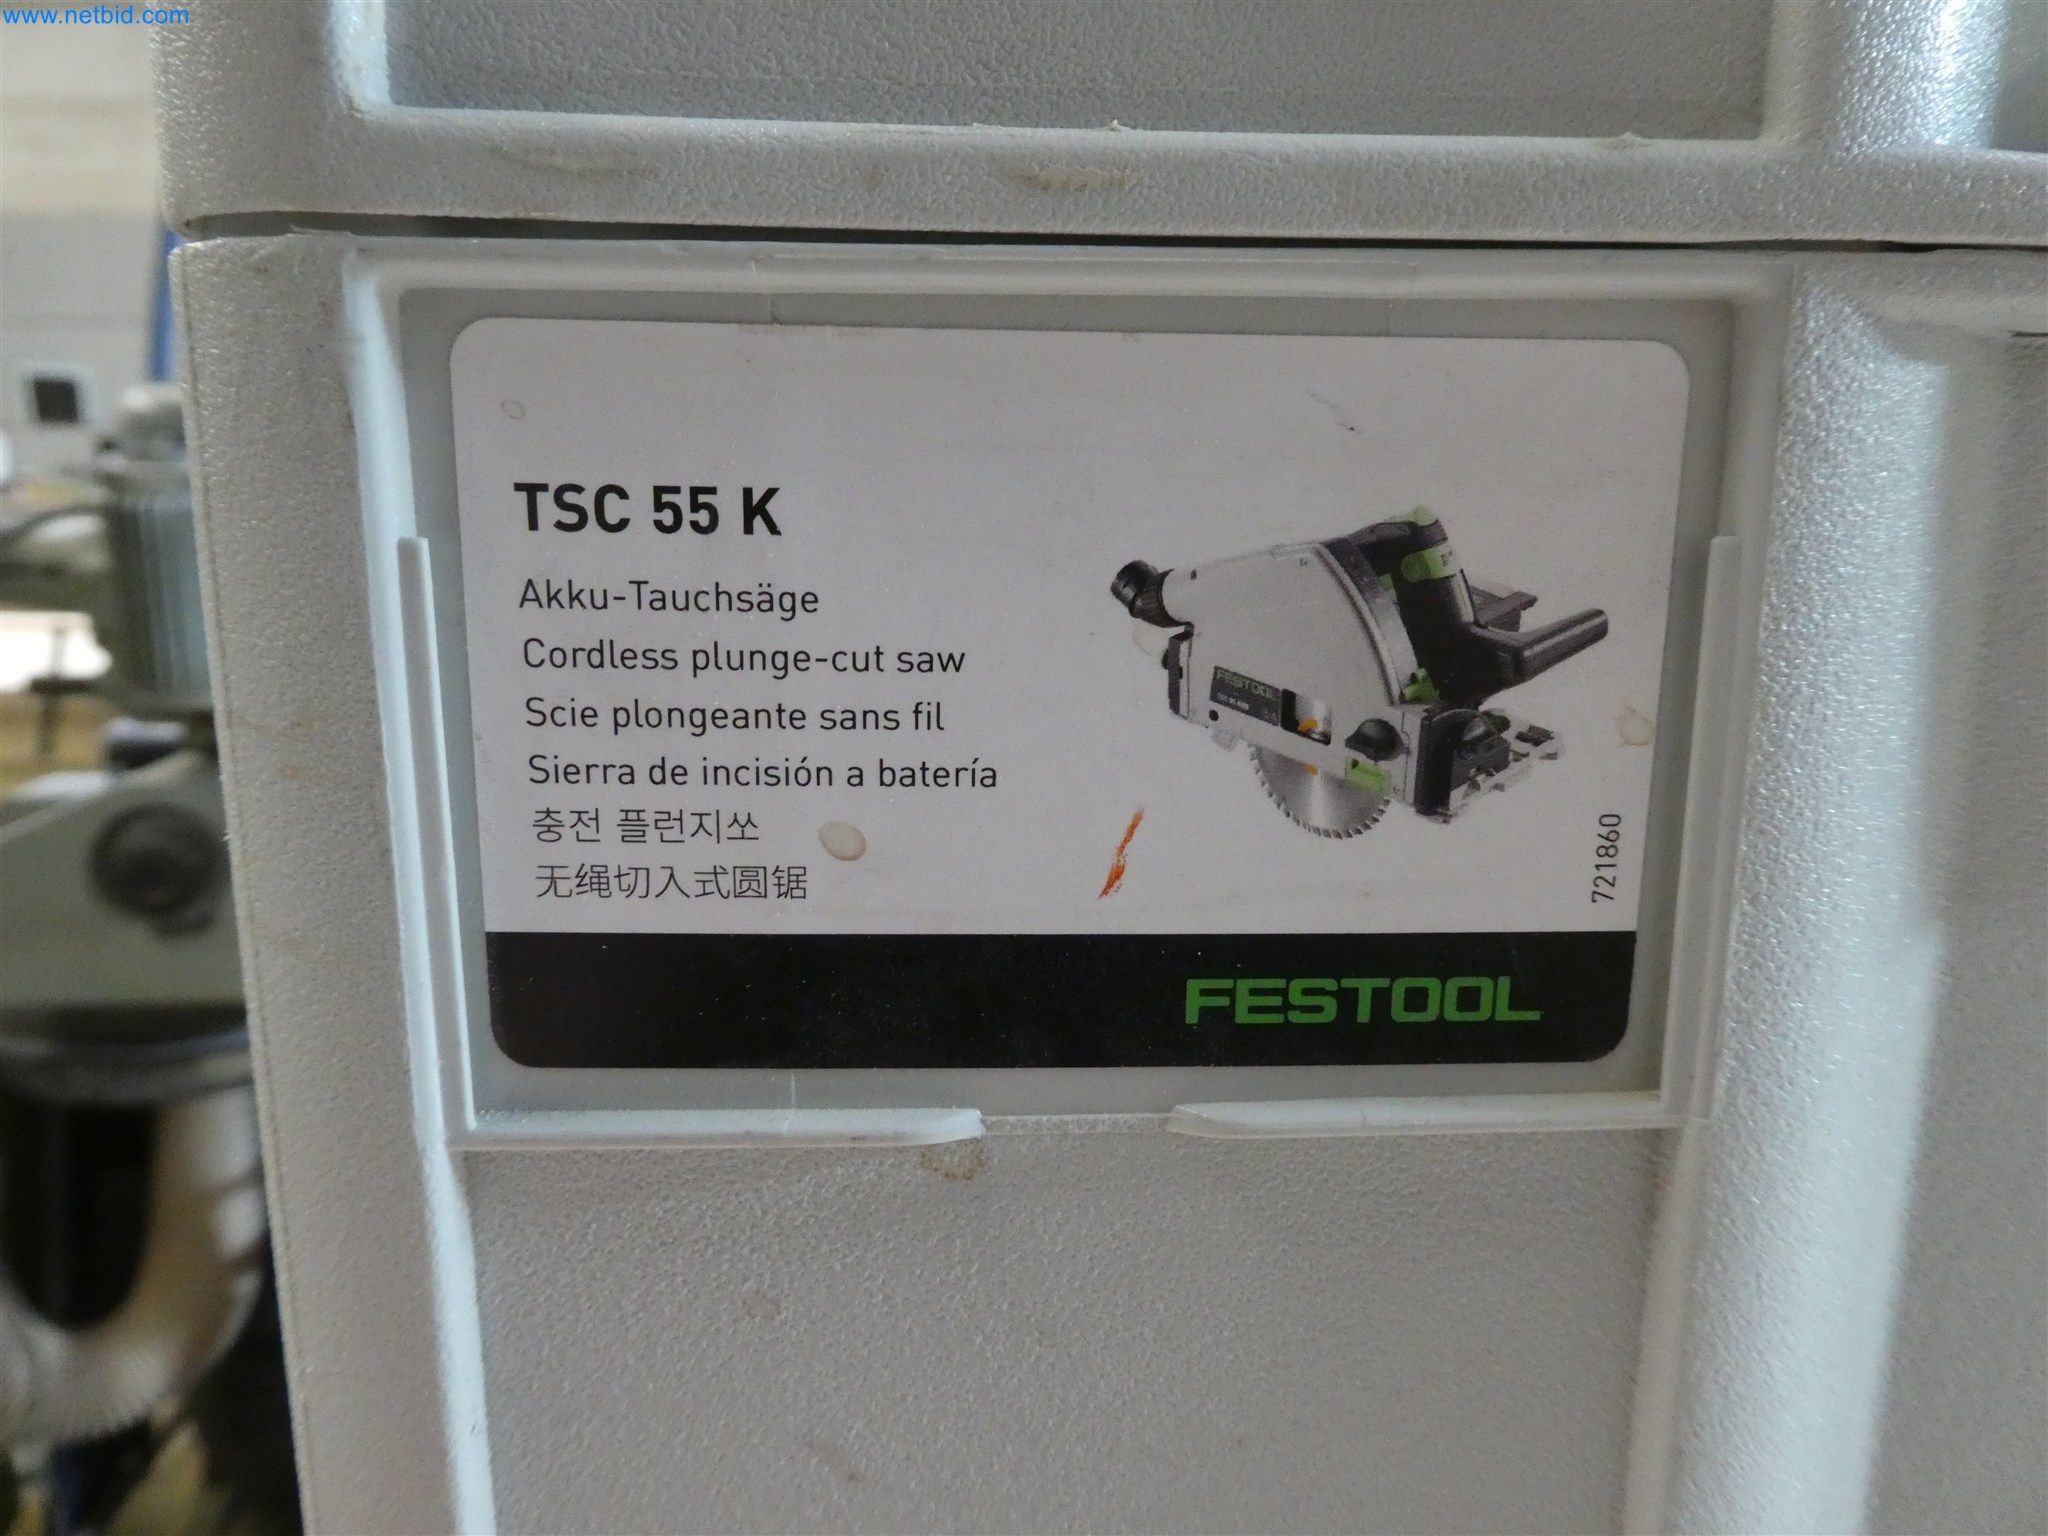 www.netbid.com
TSC 55 K
Akku-Tauchsäge
Cordless plunge-cut saw
Scie plongeante sans fil
Sierra de incisión a batería
충전 플런지쏘
无绳切入式圆锯
FESTOOL
721860
FESTOOL